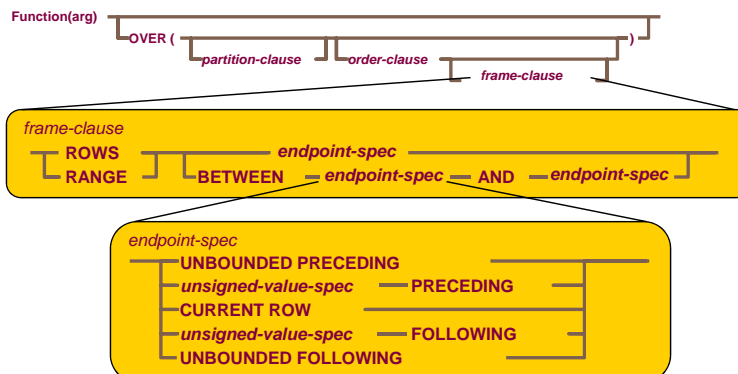 Function(arg)
OVER ( )
partition-clause order-clause
frame-clause
frame-clause
ROWS endpoint-spec
RANGE BETWEEN endpoint-spec AND endpoint-spec
endpoint-spec
UNBOUNDED PRECEDING
unsigned-value-spec PRECEDING
CURRENT ROW
unsigned-value-spec FOLLOWING
UNBOUNDED FOLLOWING